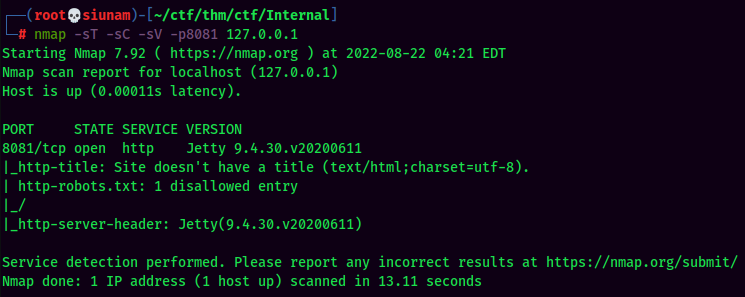 ┌──(root💀siunam)-[~/ctf/thm/ctf/Internal]
└─# nmap -sT -sC -sV -p8081 127.0.0.1
Starting Nmap 7.92 ( https://nmap.org ) at 2022-08-22 04:21 EDT
Nmap scan report for localhost (127.0.0.1)
Host is up (0.00011s latency).

PORT     STATE SERVICE VERSION
8081/tcp open  http    Jetty 9.4.30.v20200611
|_http-title: Site doesn't have a title (text/html;charset=utf-8).
| http-robots.txt: 1 disallowed entry
|_/
|_http-server-header: Jetty(9.4.30.v20200611)

Service detection performed. Please report any incorrect results at https://nmap.org/submit/
Nmap done: 1 IP address (1 host up) scanned in 13.11 seconds